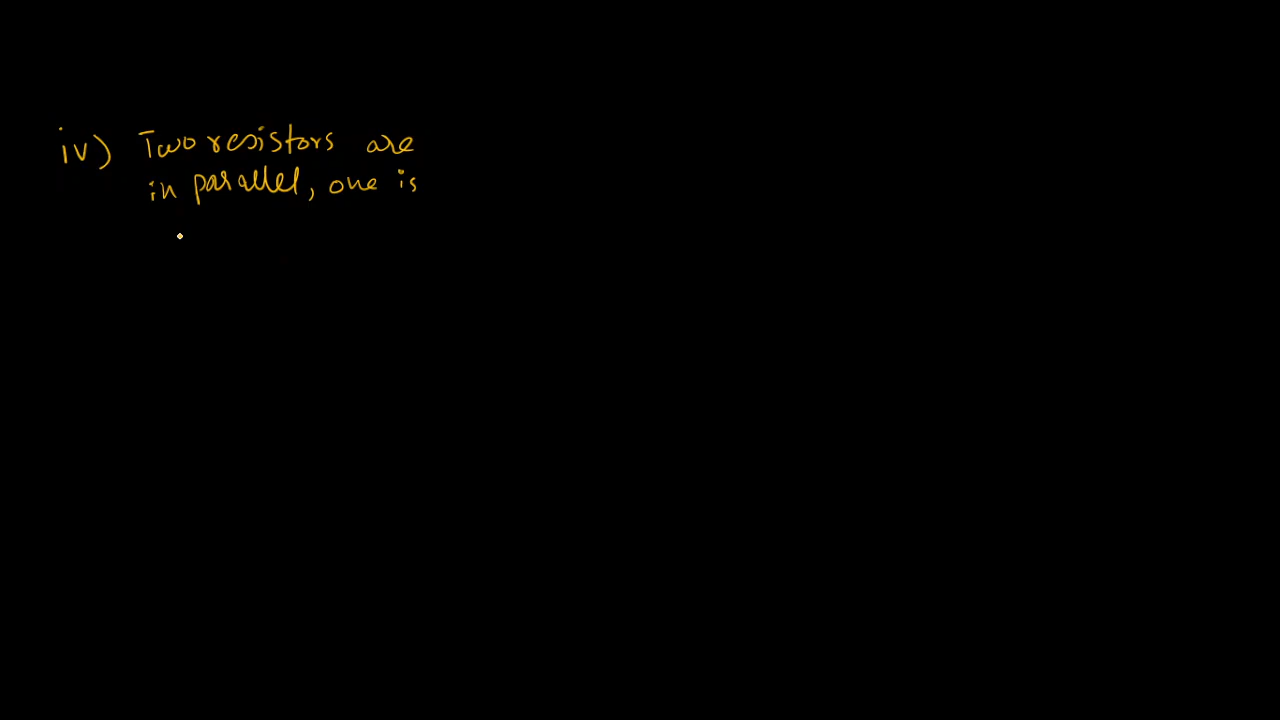 iv) Two resistors are
in parallel, one is